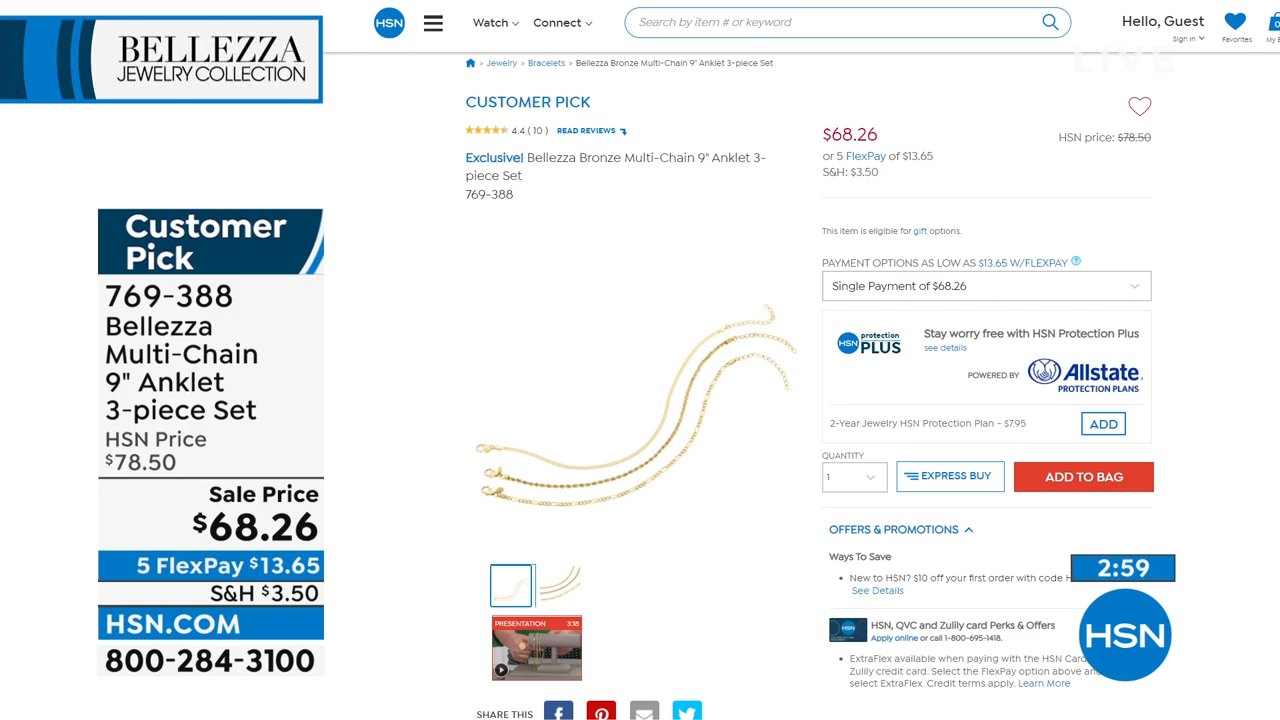 BELLEZZA
JEWELRY COLLECTION
Customer
Pick
769-388
Bellezza
Multi-Chain
9" Anklet
3-piece Set
HSN Price
$78.50
Sale Price
$68.26
5 FlexPay $13.65
S&H $3.50
HSN.COM
800-284-3100
HSN
Watch
Connect
Search by item # or keyword
Hello, Guest
Sign In
Favorites
0
LIVE
> Jewelry > Bracelets > Bellezza Bronze Multi-Chain 9" Anklet 3-piece Set
CUSTOMER PICK
4.4 ( 10 ) READ REVIEWS
Exclusive! Bellezza Bronze Multi-Chain 9" Anklet 3-
piece Set
769-388
PRESENTATION 3:18
SHARE THIS
$68.26
HSN price: $78.50
or 5 FlexPay of $13.65
S&H: $3.50
This item is eligible for gift options.
PAYMENT OPTIONS AS LOW AS $13.65 W/FLEXPAY ?
Single Payment of $68.26
HSN protection PLUS
Stay worry free with HSN Protection Plus
see details
POWERED BY Allstate.
PROTECTION PLANS
2-Year Jewelry HSN Protection Plan - $7.95
ADD
QUANTITY
1
EXPRESS BUY
ADD TO BAG
OFFERS & PROMOTIONS
Ways To Save
• New to HSN? $10 off your first order with code
See Details
HSN, QVC and Zulily card Perks & Offers
Apply online or call 1-800-695-1418.
• ExtraFlex available when paying with the HSN Card
Zulily credit card. Select the FlexPay option above and
select ExtraFlex. Credit terms apply. Learn More
2:59
HSN